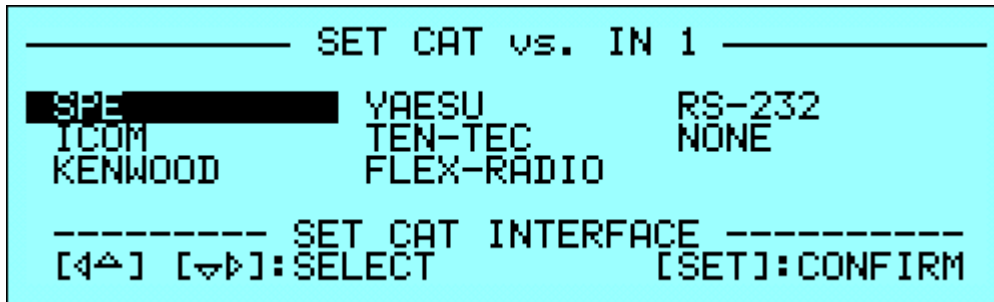 SET CAT vs. IN 1
SPE YAESU RS-232
ICOM TEN-TEC NONE
KENWOOD FLEX-RADIO
--------- SET CAT INTERFACE ----------
[◁△] [▽▷]:SELECT [SET]:CONFIRM